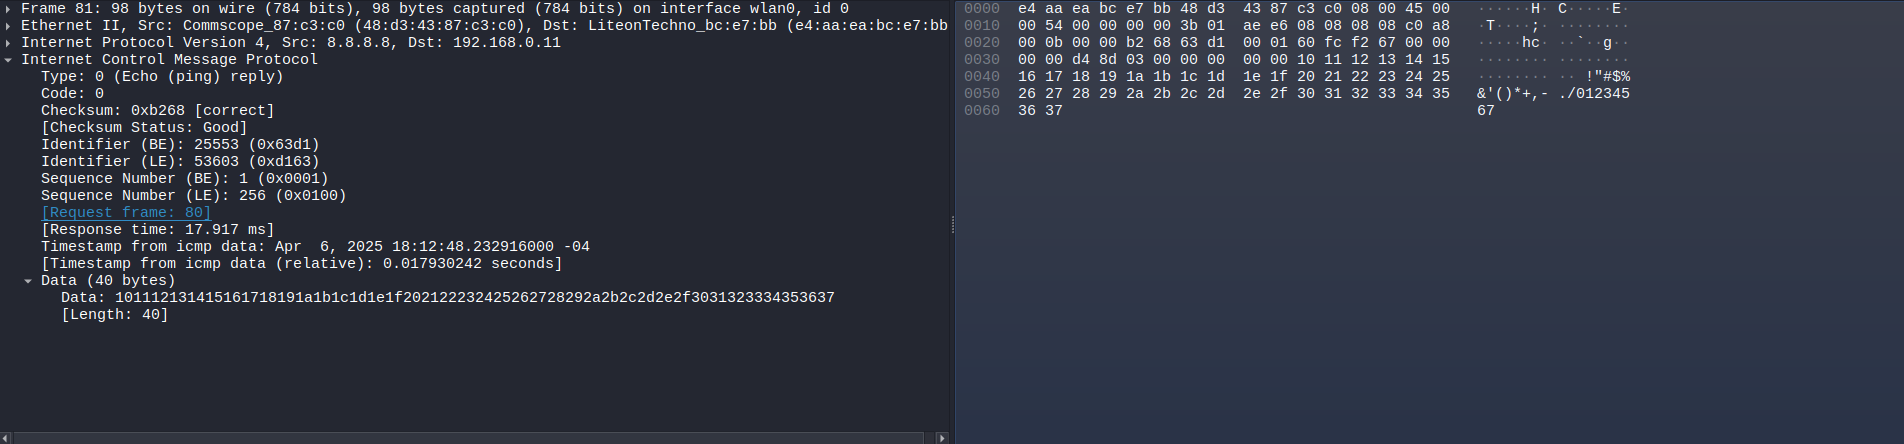 Frame 81: 98 bytes on wire (784 bits), 98 bytes captured (784 bits) on interface wlan0, id 0
Ethernet II, Src: Commscope_87:c3:c0 (48:d3:43:87:c3:c0), Dst: LiteonTechno_bc:e7:bb (e4:aa:ea:bc:e7:bb
Internet Protocol Version 4, Src: 8.8.8.8, Dst: 192.168.0.11
Internet Control Message Protocol
Type: 0 (Echo (ping) reply)
Code: 0
Checksum: 0xb268 [correct]
[Checksum Status: Good]
Identifier (BE): 25553 (0x63d1)
Identifier (LE): 53603 (0xd163)
Sequence Number (BE): 1 (0x0001)
Sequence Number (LE): 256 (0x0100)
[Request frame: 80]
[Response time: 17.917 ms]
Timestamp from icmp data: Apr  6, 2025 18:12:48.232916000 -04
[Timestamp from icmp data (relative): 0.017930242 seconds]
Data (40 bytes)
Data: 101112131415161718191a1b1c1d1e1f202122232425262728292a2b2c2d2e2f3031323334353637
[Length: 40]
0000 e4 aa ea bc e7 bb 48 d3 43 87 c3 c0 08 00 45 00 ······H· C·····E·
0010 00 54 00 00 00 00 3b 01 ae e6 08 08 08 08 c0 a8 ·T····;· ········
0020 00 0b 00 00 b2 68 63 d1 00 01 60 fc f2 67 00 00 ·····hc· ··`··g··
0030 00 00 d4 8d 03 00 00 00 00 00 10 11 12 13 14 15 ········ ········
0040 16 17 18 19 1a 1b 1c 1d 1e 1f 20 21 22 23 24 25 ········ ·· !"#$%
0050 26 27 28 29 2a 2b 2c 2d 2e 2f 30 31 32 33 34 35 &'()*+,- ./012345
0060 36 37 67